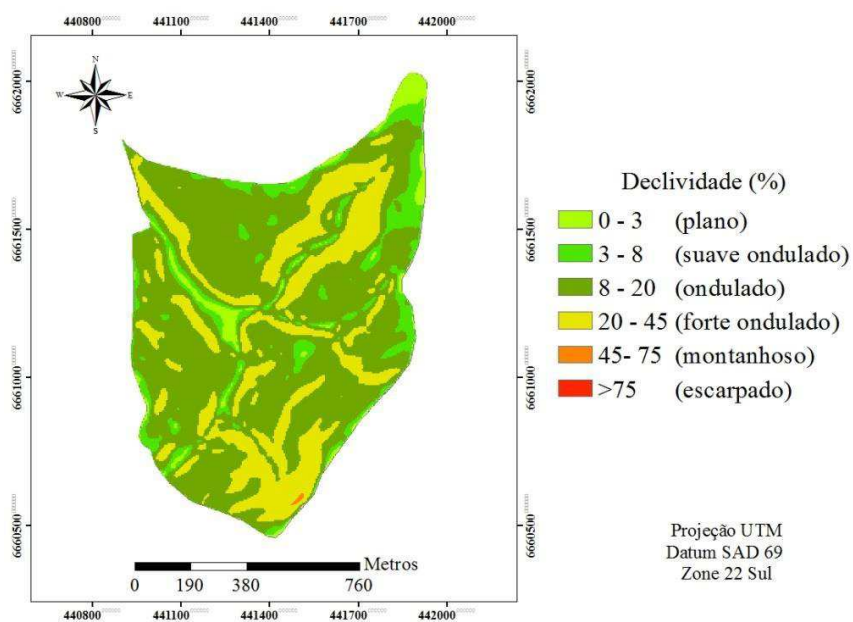 440800 441100 441400 441700 442000
6662000 6662000
N
W E
S
Declividade (%)
0 - 3 (plano)
6661500 6661500
3 - 8 (suave ondulado)
8 - 20 (ondulado)
20 - 45 (forte ondulado)
45- 75 (montanhoso)
6661000 6661000
>75 (escarpado)
6660500 6660500
Projeção UTM
Datum SAD 69
Zone 22 Sul
Metros
0 190 380 760
440800 441100 441400 441700 442000